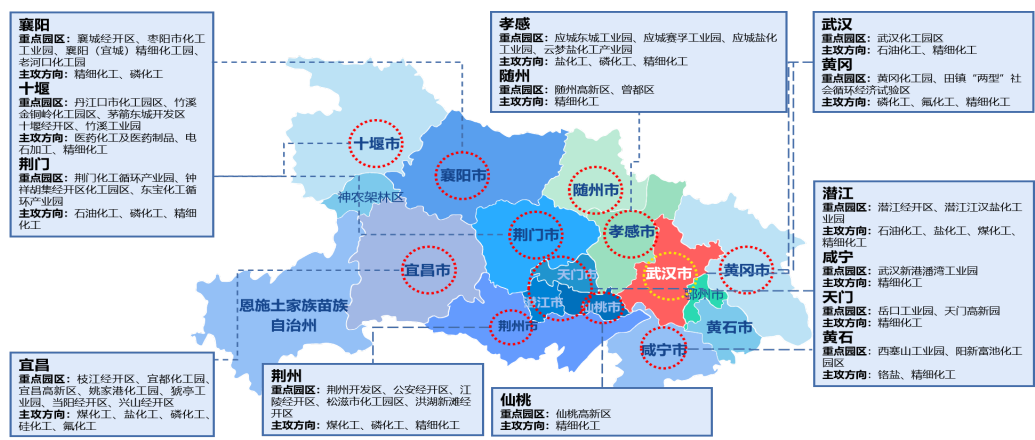 襄阳
重点园区：襄城经开区、枣阳市化工
工业园、襄阳（宜城）精细化工园、
老河口化工园
主攻方向：精细化工、磷化工
十堰
重点园区：丹江口市化工园区、竹溪
金铜岭化工园区、茅箭东城开发区
十堰经开区、竹溪工业园
主攻方向：医药化工及医药制品、电
石加工、精细化工
荆门
重点园区：荆门化工循环产业园、钟
祥胡集经开区化工园区、东宝化工循
环产业园
主攻方向：石油化工、磷化工、精细
化工
孝感
重点园区：应城东城工业园、应城赛孚工业园、应城盐化
工业园、云梦盐化工产业园
主攻方向：盐化工、磷化工、精细化工
随州
重点园区：随州高新区、曾都区
主攻方向：精细化工
武汉
重点园区：武汉化工园区
主攻方向：石油化工、精细化工
黄冈
重点园区：黄冈化工园、田镇“两型”社
会循环经济试验区
主攻方向：磷化工、氟化工、精细化工
十堰市
襄阳市
神农架林区
随州市
荆门市
孝感市
宜昌市
天门市
武汉市
黄冈市
恩施土家族苗族
自治州
潜江市
仙桃市
鄂州市
荆州市
黄石市
咸宁市
潜江
重点园区：潜江经开区、潜江江汉盐化工
业园
主攻方向：石油化工、盐化工、煤化工、
精细化工
咸宁
重点园区：武汉新港潘湾工业园
主攻方向：精细化工
天门
重点园区：岳口工业园、天门高新园
主攻方向：精细化工
黄石
重点园区：西塞山工业园、阳新富池化工
园区
主攻方向：铬盐、精细化工
宜昌
重点园区：枝江经开区、宜都化工园、
宜昌高新区、姚家港化工园、猇亭工
业园、当阳经开区、兴山经开区
主攻方向：煤化工、盐化工、磷化工、
硅化工、氟化工
荆州
重点园区：荆州开发区、公安经开区、江
陵经开区、松滋市化工园区、洪湖新滩经
开区
主攻方向：煤化工、磷化工、精细化工
仙桃
重点园区：仙桃高新区
主攻方向：精细化工